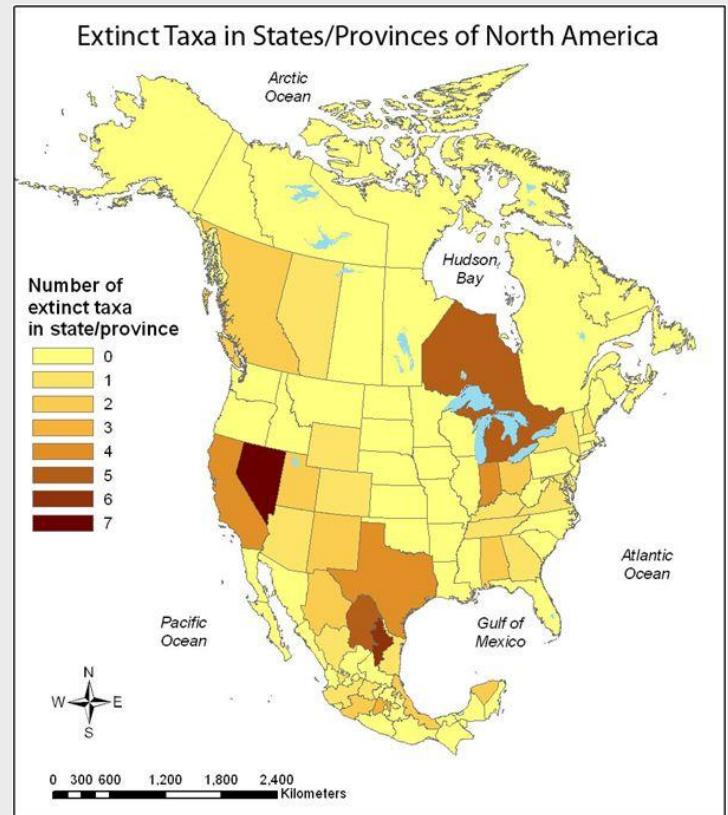 Extinct Taxa in States/Provinces of North America
Arctic
Ocean
Hudson
Bay
Number of
extinct taxa
in state/province
0
1
2
3
4
5
6
7
Atlantic
Ocean
Pacific
Ocean
Gulf of
Mexico
N
W E
S
0 300 600 1,200 1,800 2,400
Kilometers